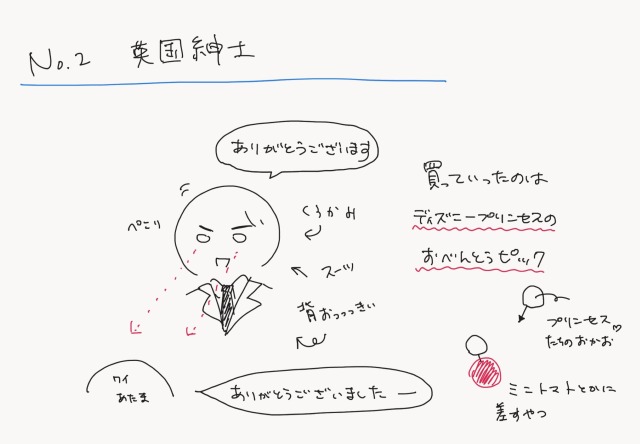 No.2 英国紳士
ありがとうございます
ぺこり
くろかみ
スーツ
背おっっっきい
買っていったのは
ディズニープリンセスの
おべんとうピック
プリンセス♡
たちのおかお
ミニトマトとかに
差すやつ
ワイ
あたま
ありがとうございましたー